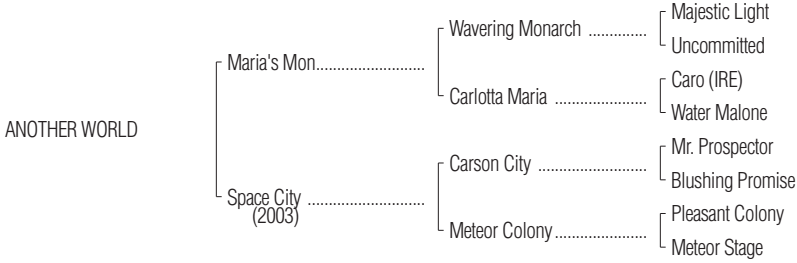 Majestic Light
Wavering Monarch ..............
Uncommitted
Maria's Mon..........................
Caro (IRE)
Carlotta Maria ......................
Water Malone
ANOTHER WORLD
Mr. Prospector
Carson City ..........................
Blushing Promise
Space City ............................
(2003)
Pleasant Colony
Meteor Colony......................
Meteor Stage